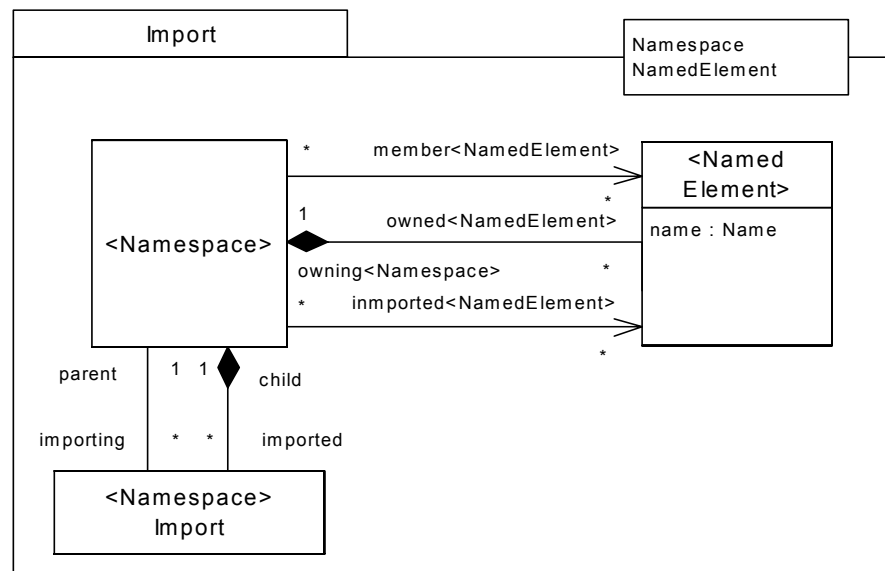 Import
Namespace
NamedElement
* member<NamedElement>
<Named
Element>
*
1 owned<NamedElement>
name : Name
<Namespace>
owning<Namespace> *
* inmported<NamedElement>
*
parent 1 1 child
importing * * imported
<Namespace>
Import